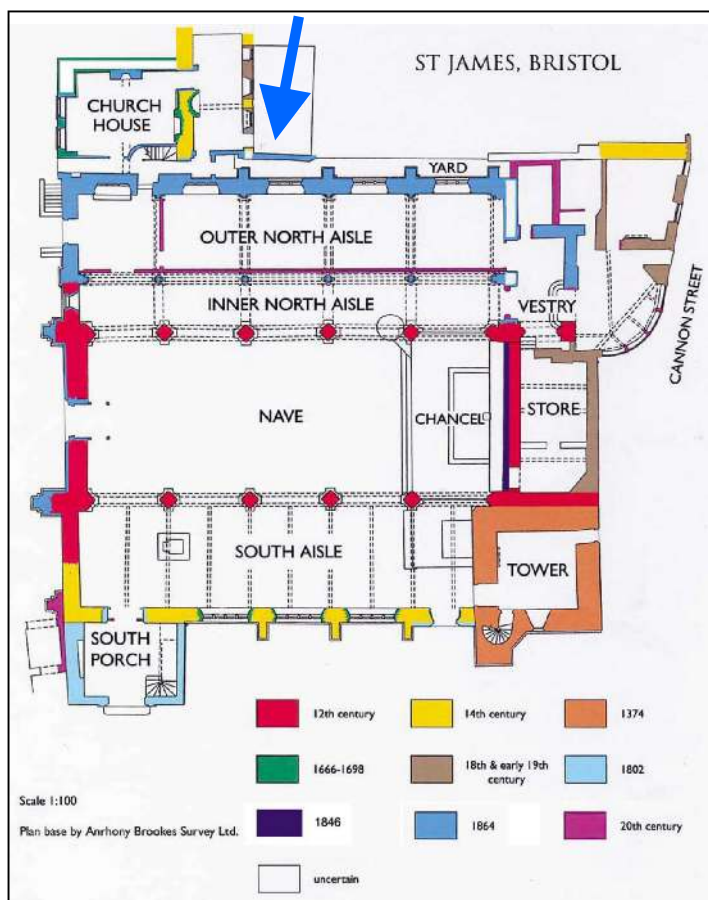 ST JAMES, BRISTOL
CHURCH
HOUSE
YARD
OUTER NORTH AISLE
INNER NORTH AISLE
VESTRY
CANNON STREET
NAVE
CHANCEL
STORE
SOUTH AISLE
TOWER
SOUTH
PORCH
12th century
14th century
1374
1666-1698
18th & early 19th
century
1802
Scale 1:100
Plan base by Anrhony Brookes Survey Ltd.
1846
1864
20th century
uncertain